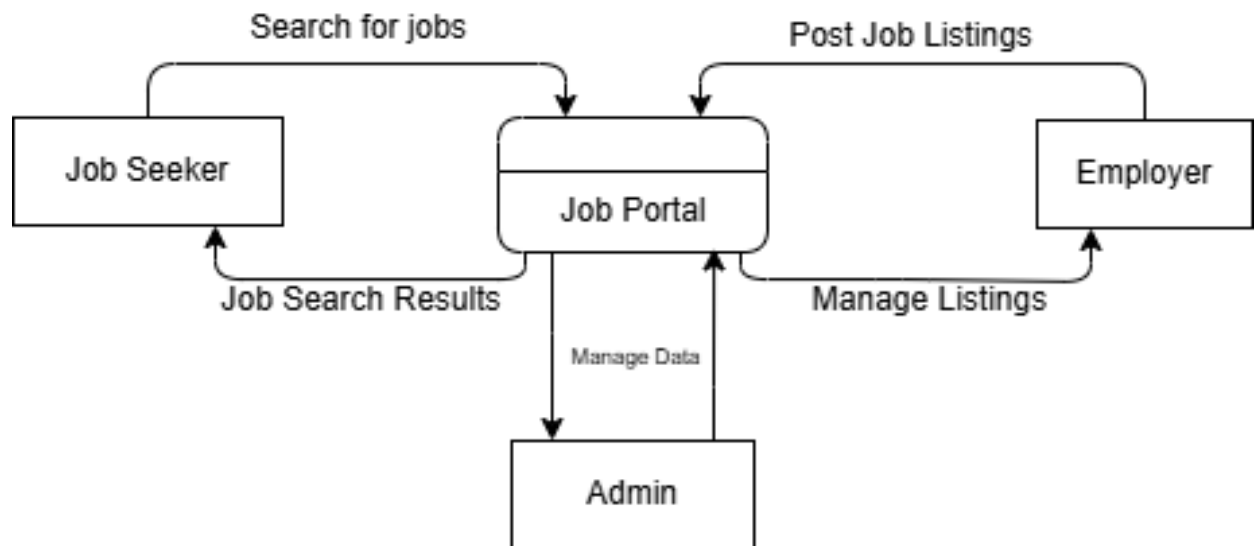 Search for jobs
Post Job Listings
Job Seeker
Job Portal
Employer
Job Search Results
Manage Listings
Manage Data
Admin